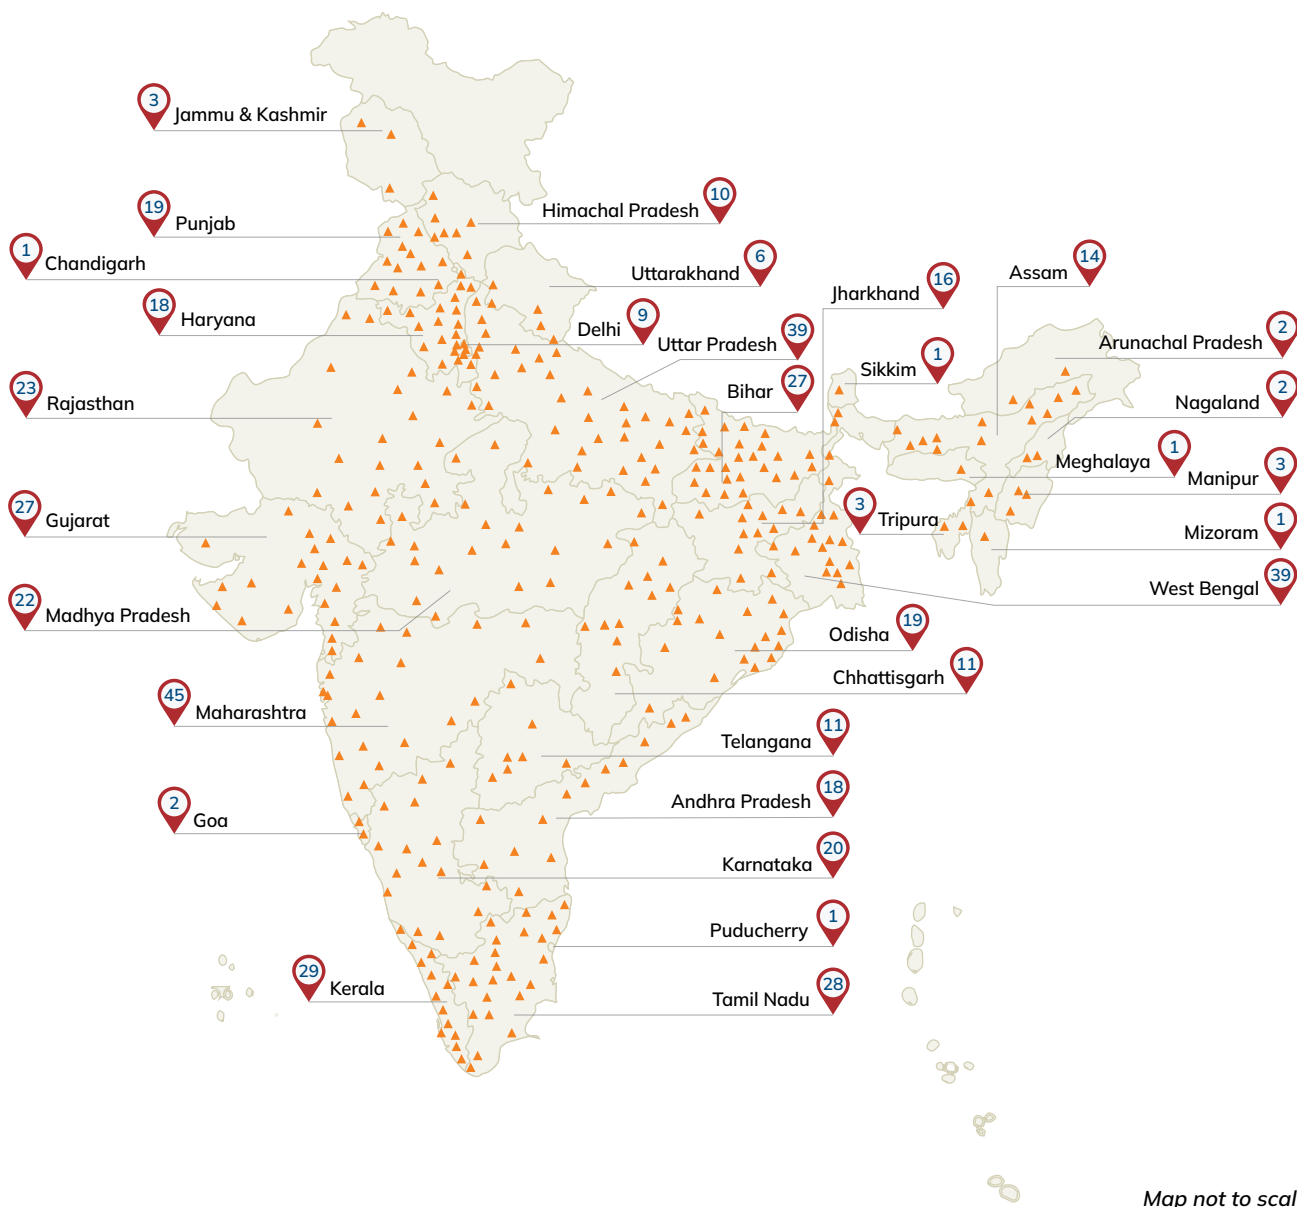 3
Jammu & Kashmir
19
Punjab
10
Himachal Pradesh
1
Chandigarh
6
Uttarakhand
14
Assam
16
Jharkhand
18
Haryana
9
Delhi
39
Uttar Pradesh
2
Arunachal Pradesh
1
Sikkim
27
Bihar
23
Rajasthan
2
Nagaland
1
Meghalaya
3
Manipur
27
Gujarat
3
Tripura
1
Mizoram
22
Madhya Pradesh
39
West Bengal
19
Odisha
11
Chhattisgarh
45
Maharashtra
11
Telangana
2
Goa
18
Andhra Pradesh
20
Karnataka
1
Puducherry
29
Kerala
28
Tamil Nadu
Map not to scal